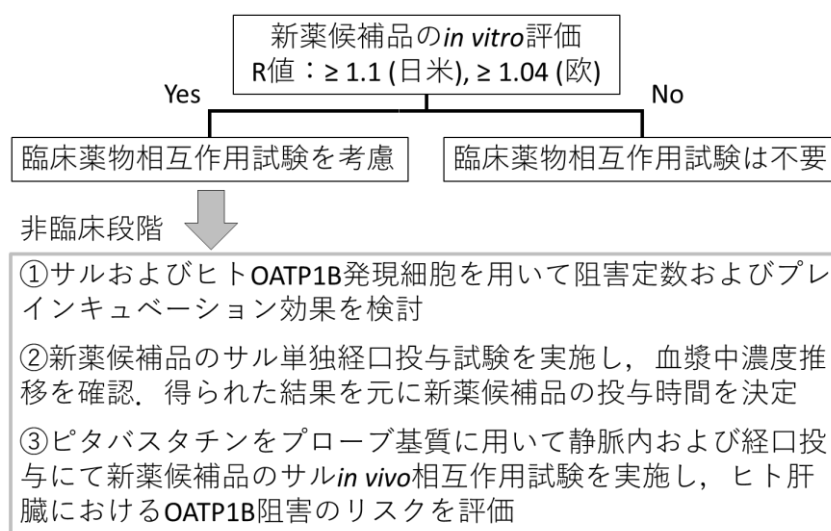 新薬候補品のin vitro評価
R値：≥ 1.1 (日米), ≥ 1.04 (欧)
Yes
No
臨床薬物相互作用試験を考慮
臨床薬物相互作用試験は不要
非臨床段階
①サルおよびヒトOATP1B発現細胞を用いて阻害定数およびプレ
インキュベーション効果を検討
②新薬候補品のサル単独経口投与試験を実施し，血漿中濃度推
移を確認．得られた結果を元に新薬候補品の投与時間を決定
③ピタバスタチンをプローブ基質に用いて静脈内および経口投
与にて新薬候補品のサルin vivo相互作用試験を実施し，ヒト肝
臓におけるOATP1B阻害のリスクを評価